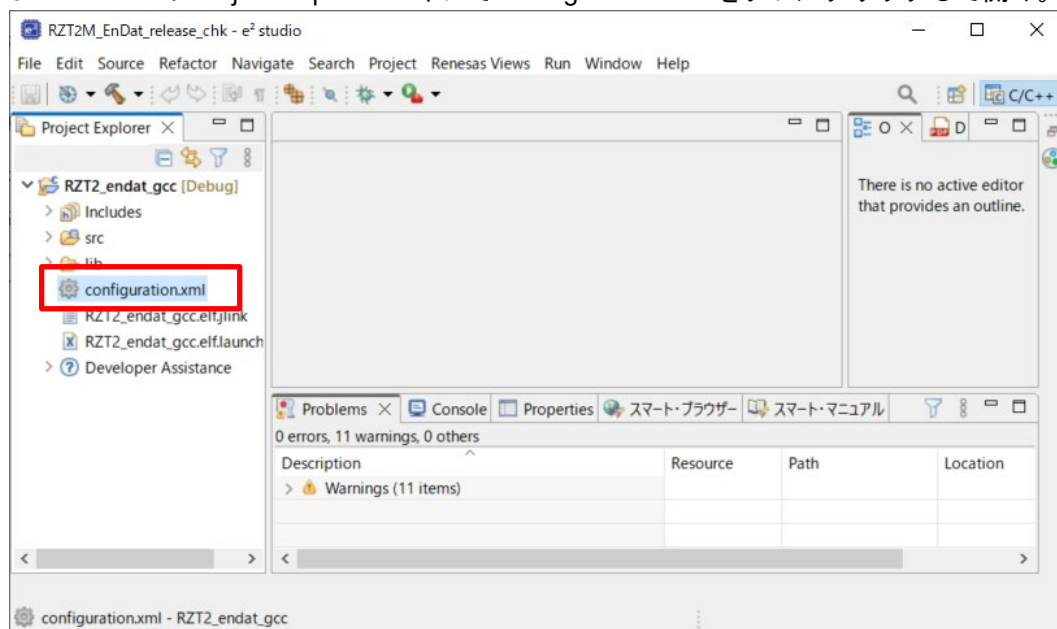 RZT2M_EnDat_release_chk - e² studio
File Edit Source Refactor Navigate Search Project Renesas Views Run Window Help
C/C++
Project Explorer
O
D
RZT2_endat_gcc [Debug]
Includes
src
lib
configuration.xml
RZT2_endat_gcc.elf.jlink
RZT2_endat_gcc.elf.launch
Developer Assistance
There is no active editor
that provides an outline.
Problems Console Properties スマート・ブラウザー スマート・マニュアル
0 errors, 11 warnings, 0 others
Description Resource Path Location
Warnings (11 items)
configuration.xml - RZT2_endat_gcc